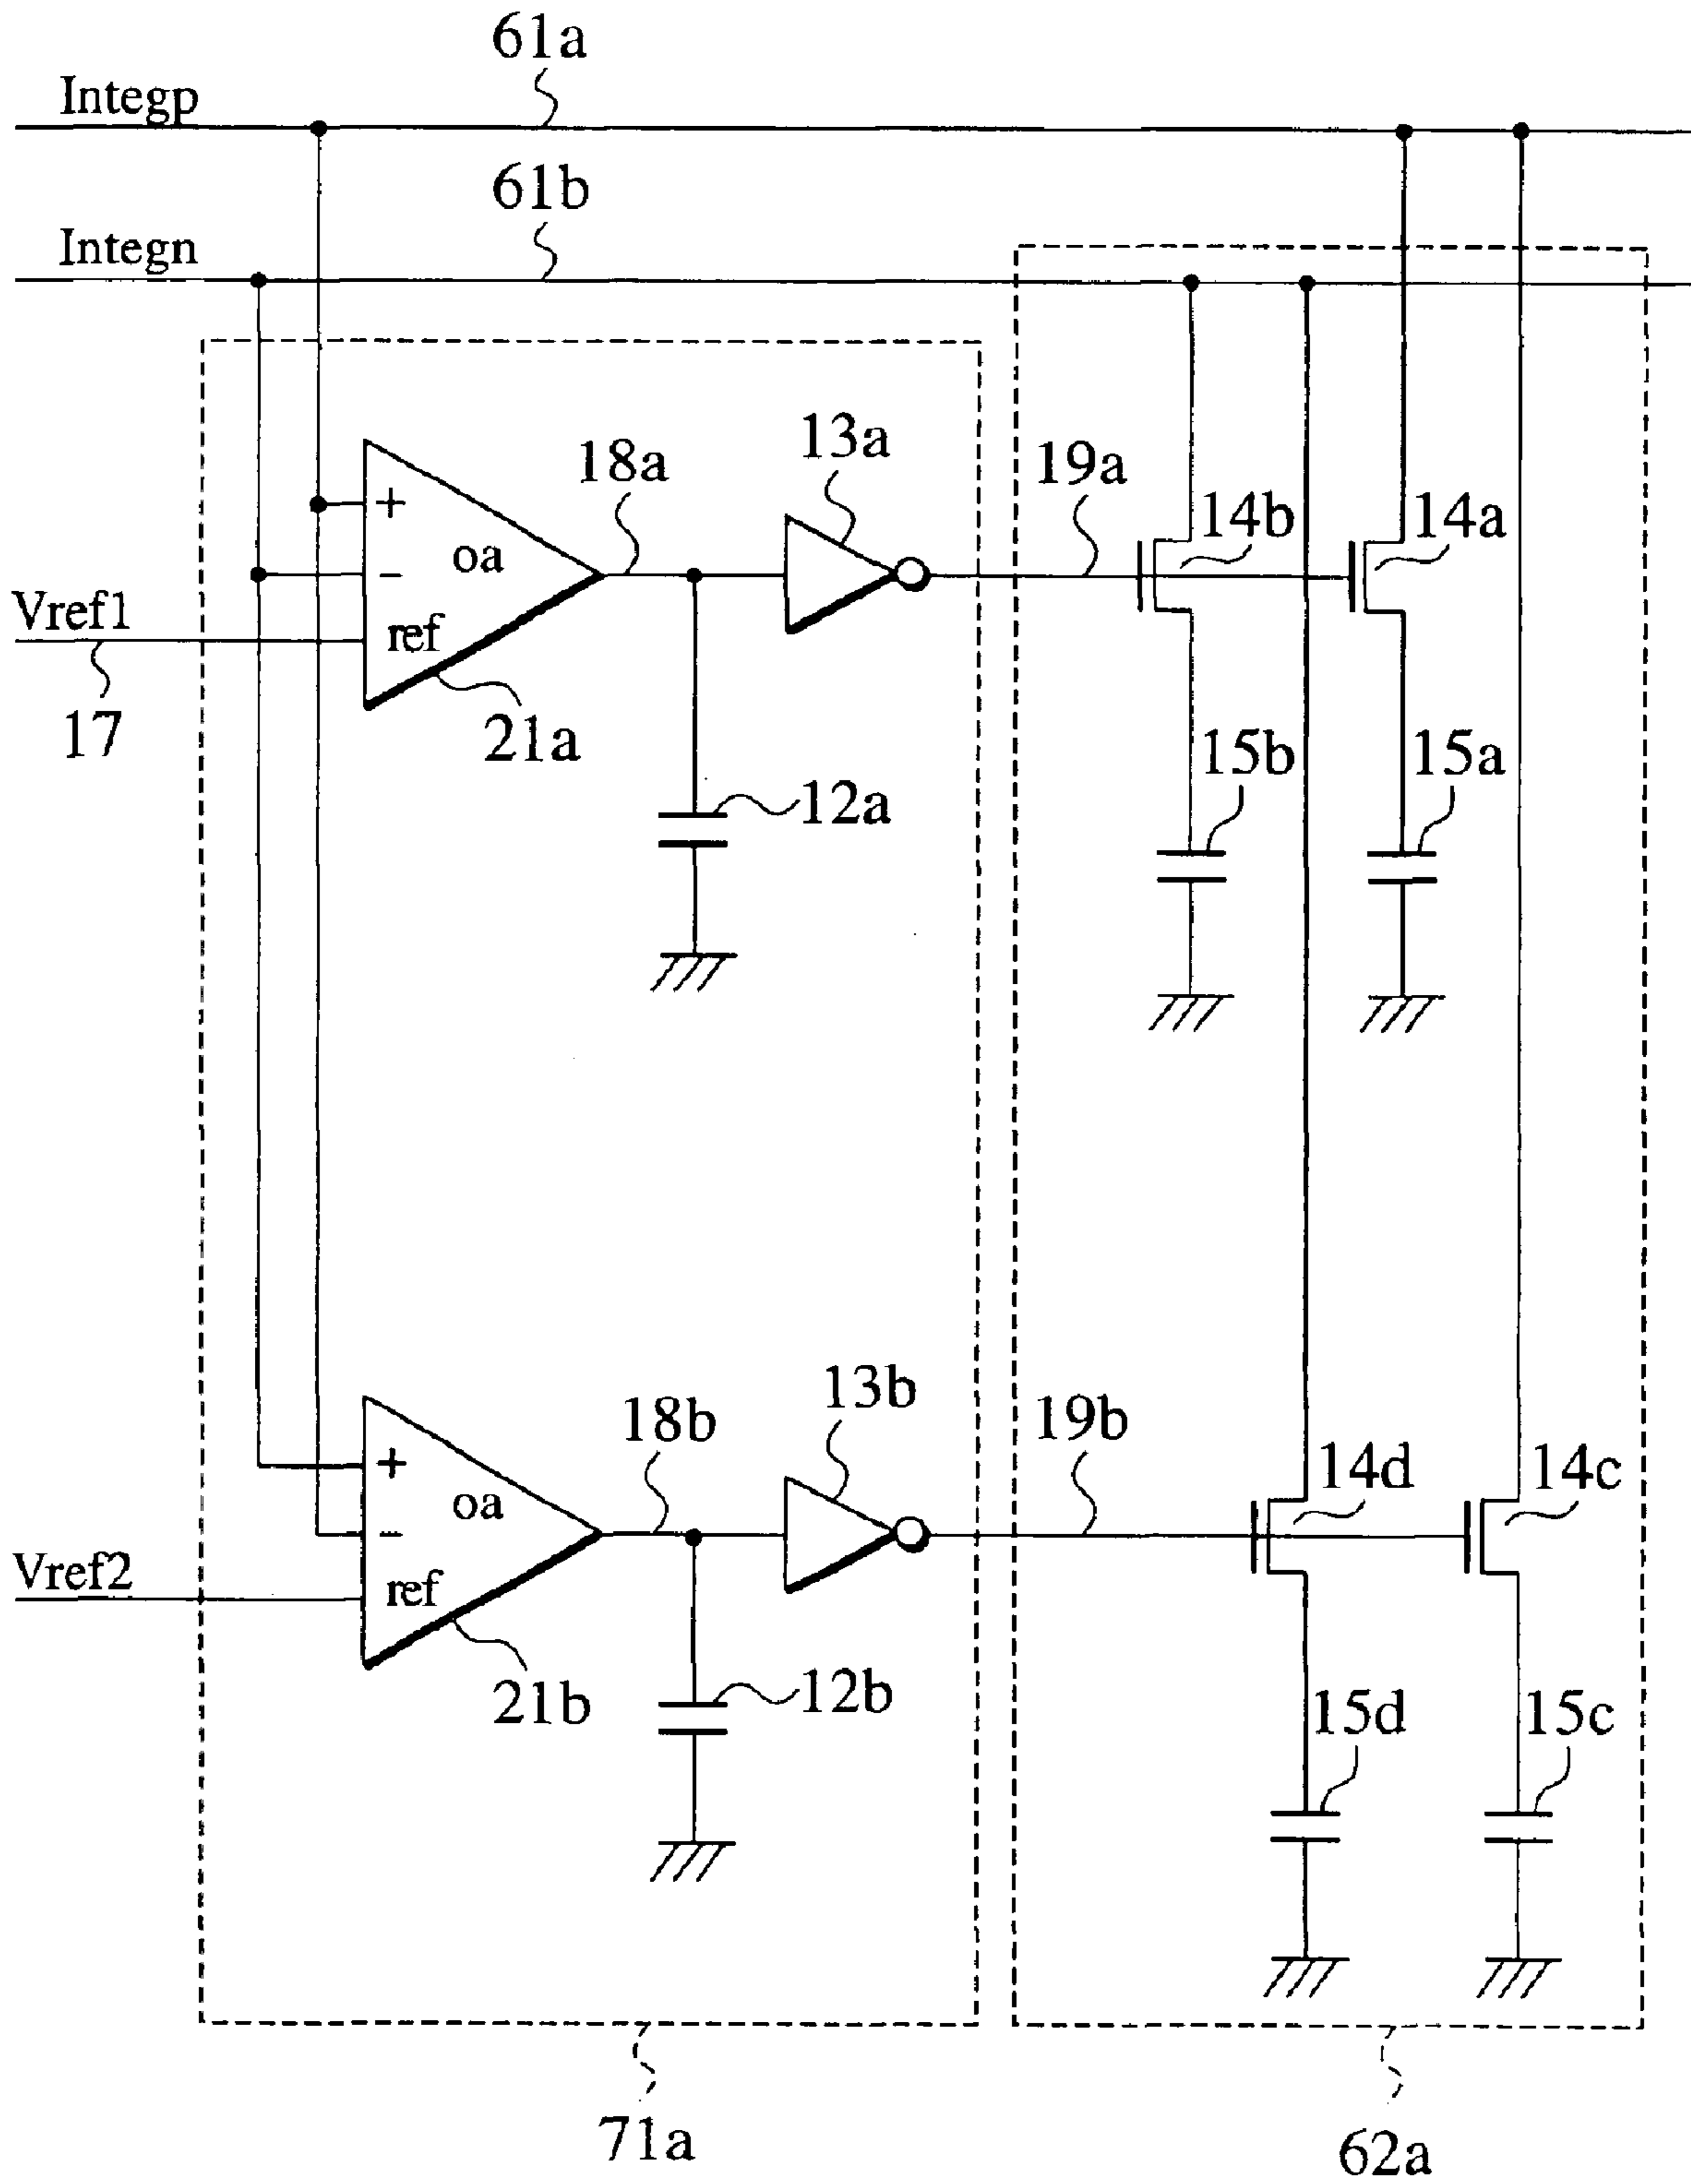 61a
Integp
61b
Integn
13a
18a
19a
14b
14a
+
oa
-
Vref1
ref
17
21a
15b
15a
12a
13b
18b
19b
14d
14c
+
oa
-
Vref2
ref
21b
12b
15d
15c
71a
62a